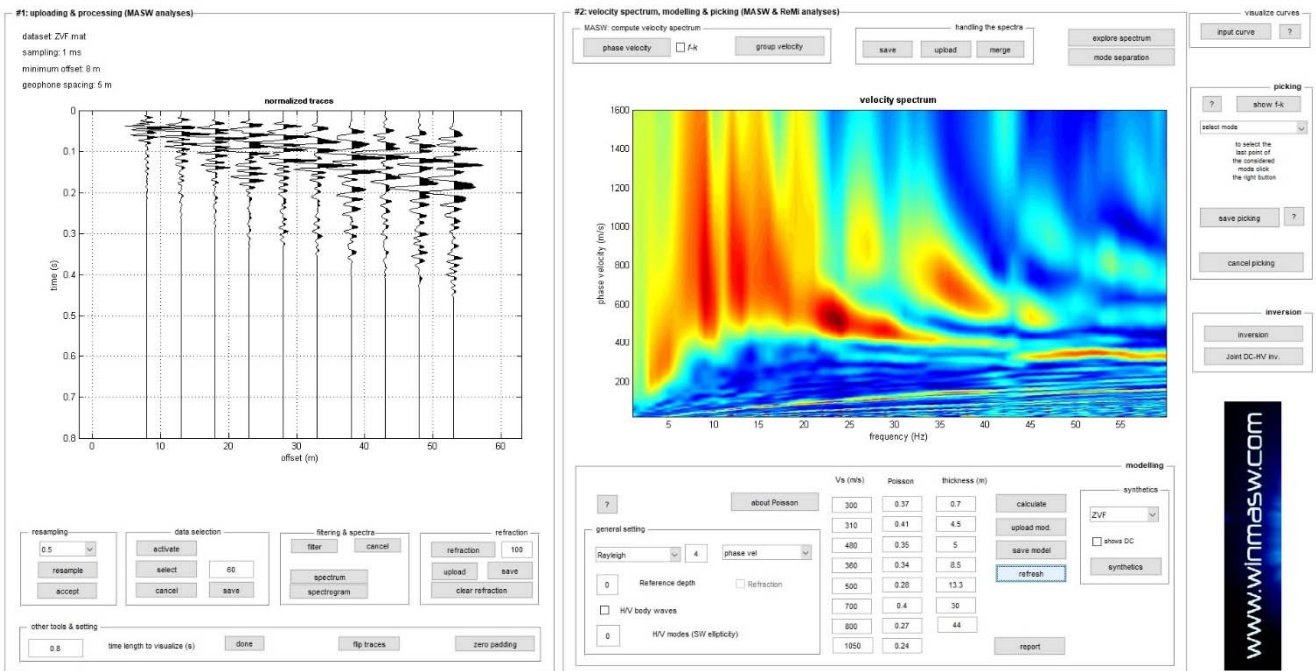 #1: uploading & processing (MASW analyses)
dataset: ZVF.mat
sampling: 1 ms
minimum offset: 8 m
geophone spacing: 5 m
normalized traces
0
0.1
0.2
0.3
0.4
0.5
0.6
0.7
0.8
time (s)
0 10 20 30 40 50 60
offset (m)
resampling
0.5
resample
accept
data selection
activate
select 60
cancel save
filtering & spectra
filter cancel
spectrum
spectrogram
refraction
refraction 100
upload save
clear refraction
other tools & setting
0.8 time length to visualize (s) done flip traces zero padding
#2: velocity spectrum, modelling & picking (MASW & ReMi analyses)
MASW: compute velocity spectrum
phase velocity f-k group velocity
handling the spectra
save upload merge
explore spectrum
mode separation
velocity spectrum
1600
1400
1200
1000
800
600
400
200
phase velocity (m/s)
5 10 15 20 25 30 35 40 45 50 55
frequency (Hz)
modelling
? about Poisson
general setting
Rayleigh 4 phase vel
0 Reference depth Refraction
H/V body waves
0 H/V modes (SW ellipticity)
Vs (m/s) Poisson thickness (m)
300 0.37 0.7
310 0.41 4.5
480 0.35 5
360 0.34 8.5
500 0.28 13.3
700 0.4 30
800 0.27 44
1050 0.24
calculate
upload mod.
save model
refresh
report
synthetics
ZVF
shows DC
synthetics
visualize curves
input curve ?
picking
? show f-k
select mode
to select the
last point of
the considered
mode click
the right button
save picking ?
cancel picking
inversion
inversion
Joint DC-HV inv.
www.winmasw.com